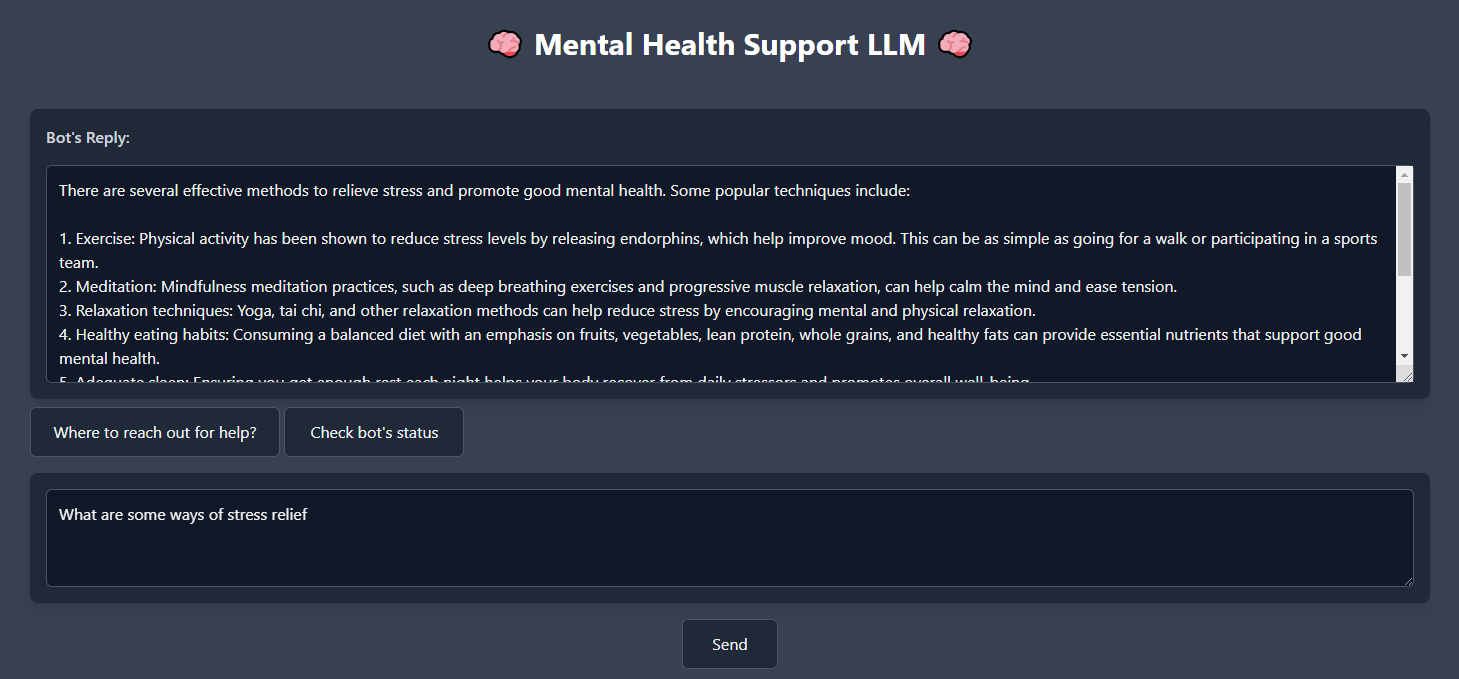 🧠 Mental Health Support LLM 🧠
Bot's Reply:
There are several effective methods to relieve stress and promote good mental health. Some popular techniques include:
1. Exercise: Physical activity has been shown to reduce stress levels by releasing endorphins, which help improve mood. This can be as simple as going for a walk or participating in a sports
team.
2. Meditation: Mindfulness meditation practices, such as deep breathing exercises and progressive muscle relaxation, can help calm the mind and ease tension.
3. Relaxation techniques: Yoga, tai chi, and other relaxation methods can help reduce stress by encouraging mental and physical relaxation.
4. Healthy eating habits: Consuming a balanced diet with an emphasis on fruits, vegetables, lean protein, whole grains, and healthy fats can provide essential nutrients that support good
mental health.
5. Adequate sleep: Ensuring you get enough rest each night helps your body recover from daily stressors and promotes overall well-being.
Where to reach out for help?
Check bot's status
What are some ways of stress relief
Send